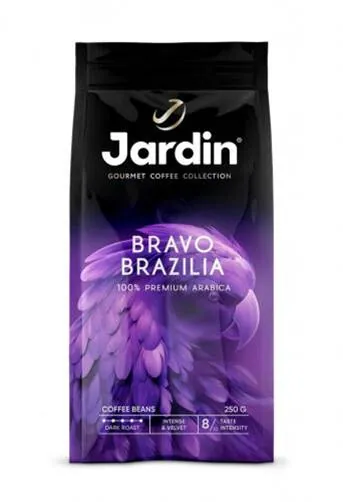 Jardin®
GOURMET COFFEE COLLECTION
BRAVO
BRAZILIA
100% PREMIUM ARABICA
COFFEE BEANS 250 G
DARK ROAST
INTENSE
& VELVET
8/10 TASTE
INTENSITY